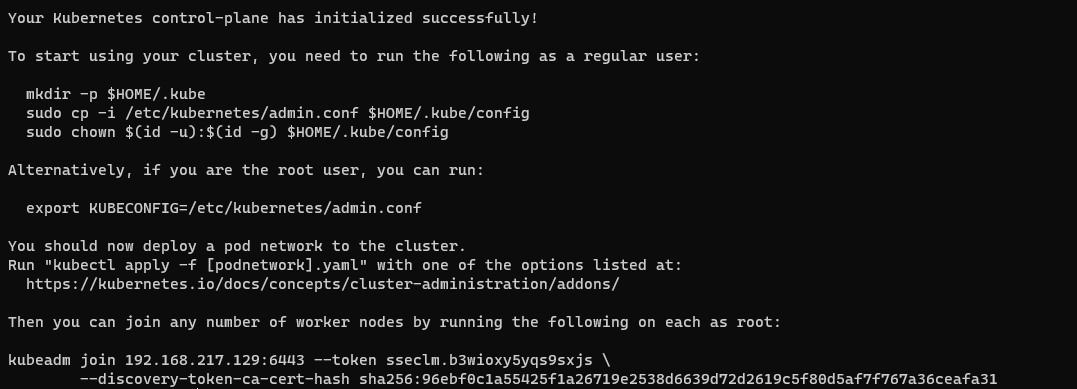 Your Kubernetes control-plane has initialized successfully!
To start using your cluster, you need to run the following as a regular user:
mkdir -p $HOME/.kube
sudo cp -i /etc/kubernetes/admin.conf $HOME/.kube/config
sudo chown $(id -u):$(id -g) $HOME/.kube/config
Alternatively, if you are the root user, you can run:
export KUBECONFIG=/etc/kubernetes/admin.conf
You should now deploy a pod network to the cluster.
Run "kubectl apply -f [podnetwork].yaml" with one of the options listed at:
https://kubernetes.io/docs/concepts/cluster-administration/addons/
Then you can join any number of worker nodes by running the following on each as root:
kubeadm join 192.168.217.129:6443 --token sseclm.b3wioxy5yqs9sxjs \
--discovery-token-ca-cert-hash sha256:96ebf0c1a55425f1a26719e2538d6639d72d2619c5f80d5af7f767a36ceafa31